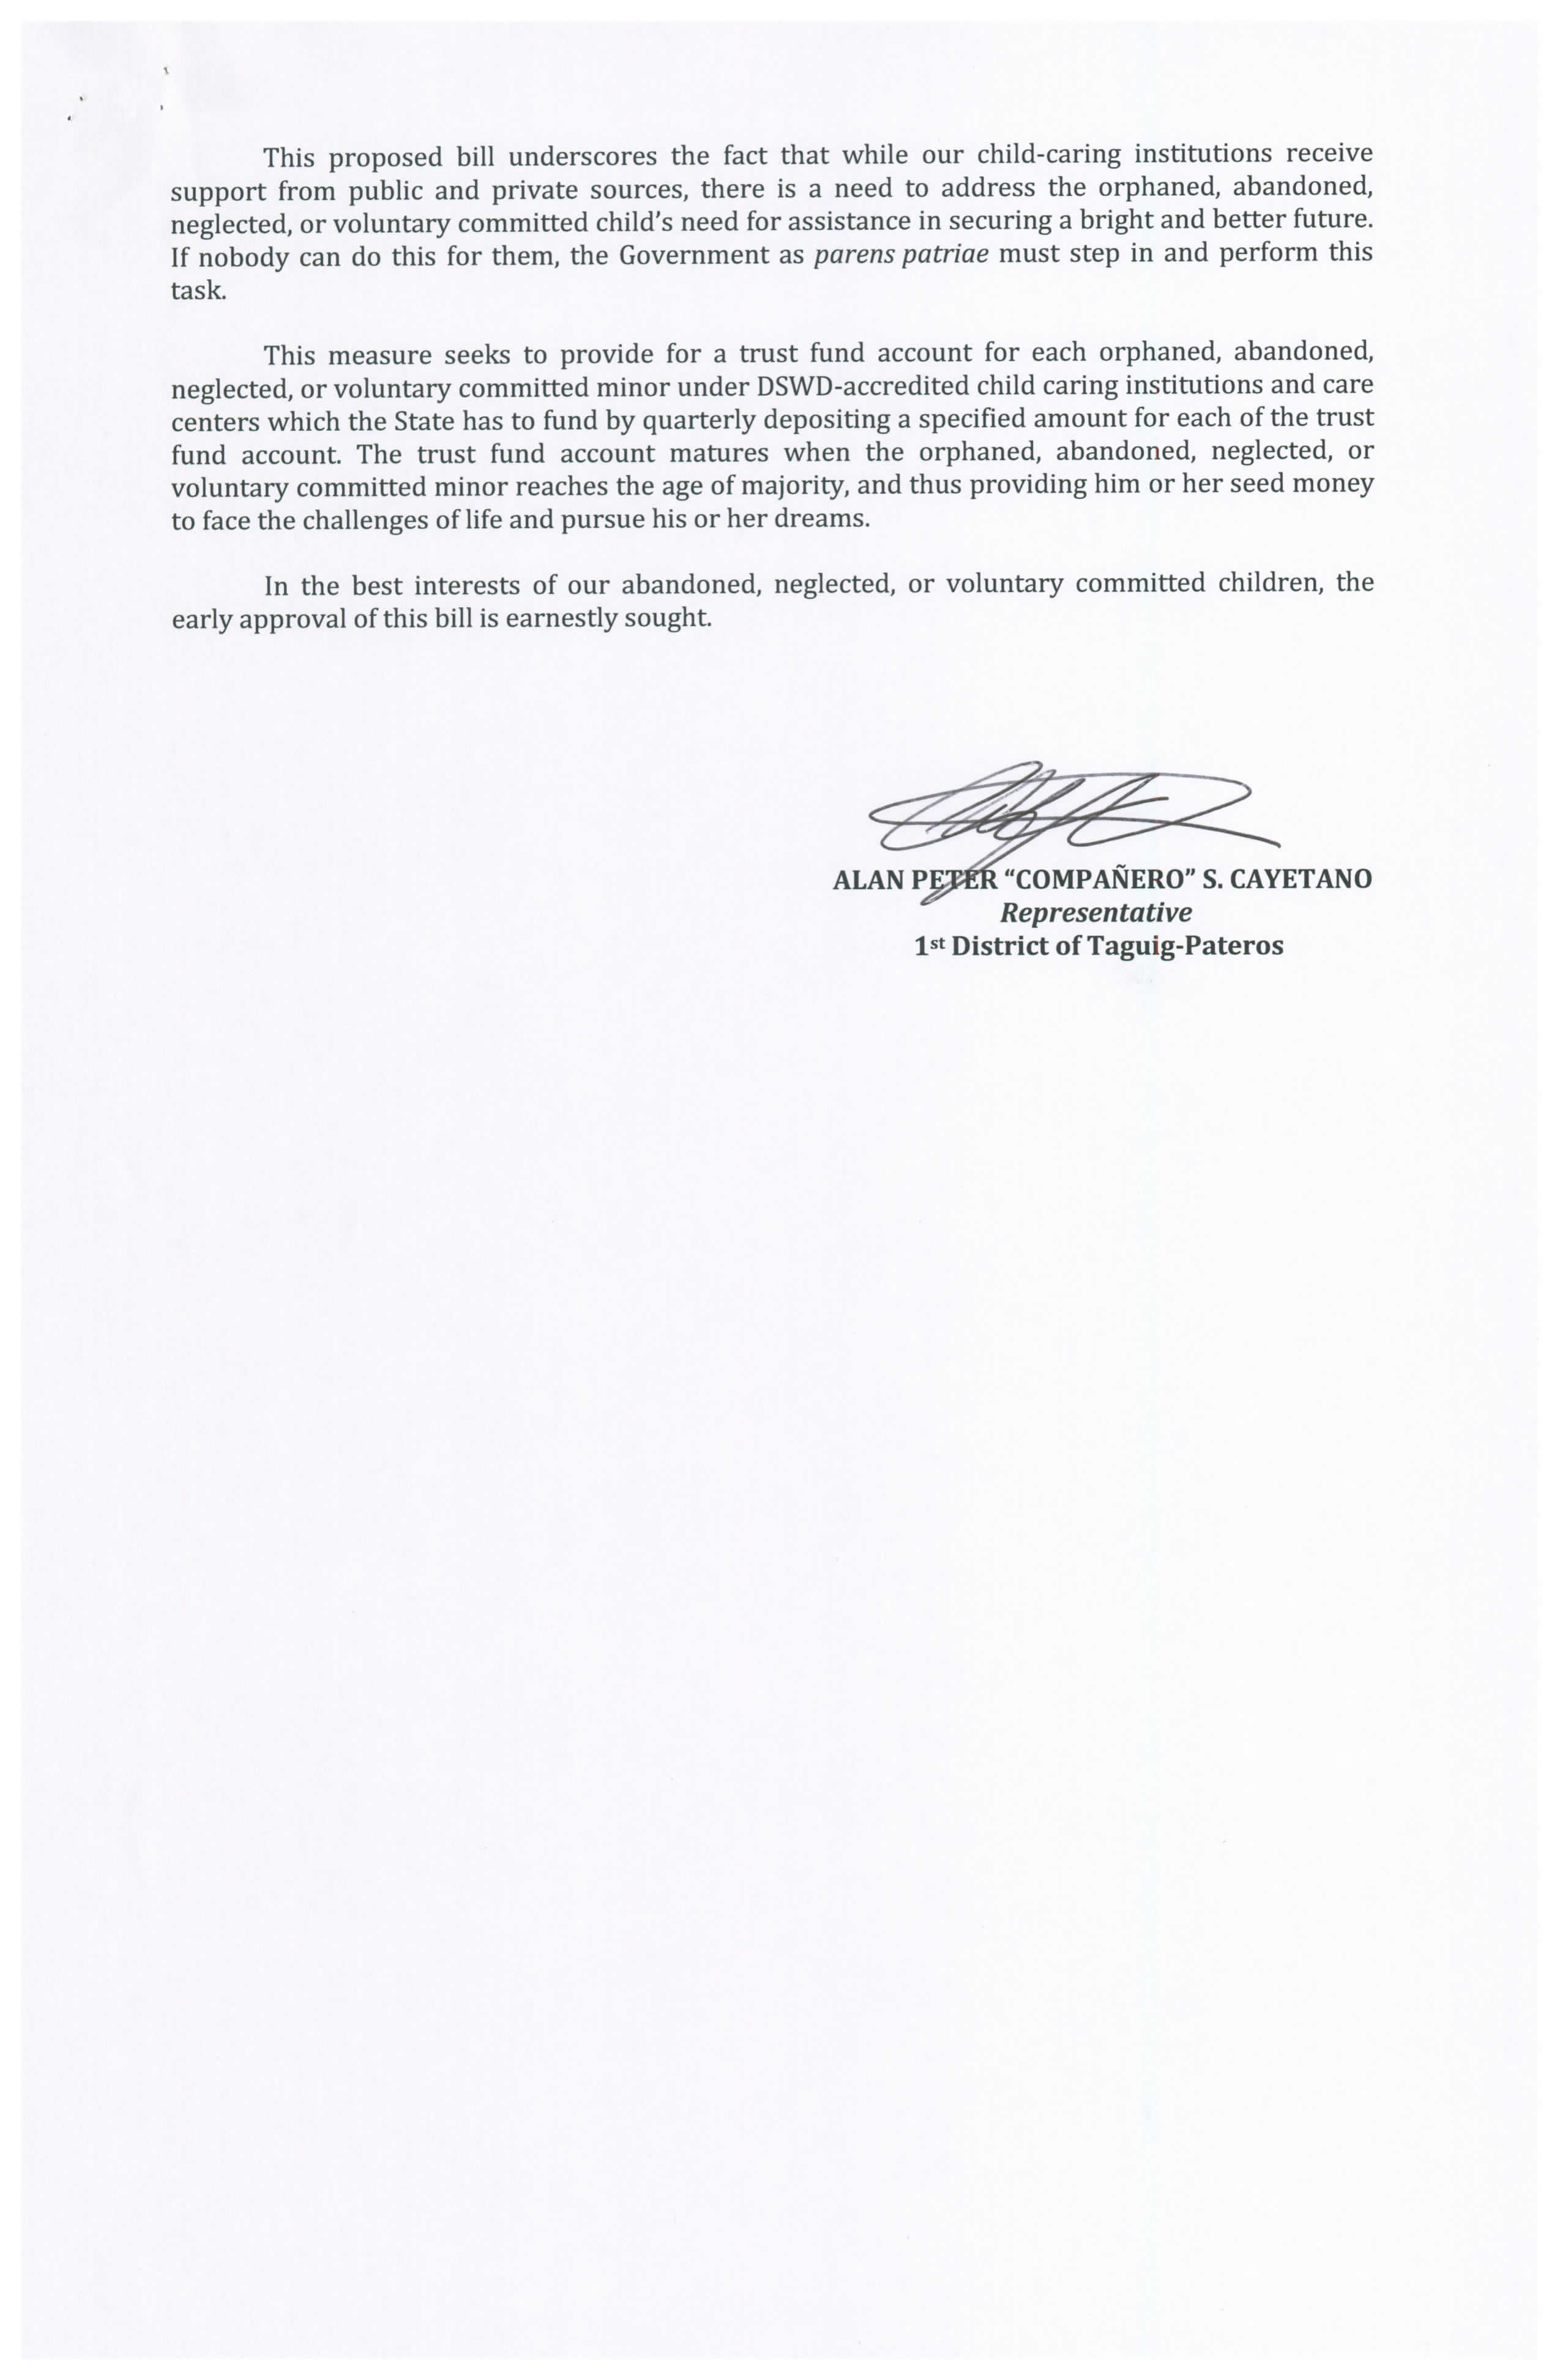 This proposed bill underscores the fact that while our child-caring institutions receive
support from public and private sources, there is a need to address the orphaned, abandoned,
neglected, or voluntary committed child’s need for assistance in securing a bright and better future.
If nobody can do this for them, the Government as parens patriae must step in and perform this
task.
This measure seeks to provide for a trust fund account for each orphaned, abandoned,
neglected, or voluntary committed minor under DSWD-accredited child caring institutions and care
centers which the State has to fund by quarterly depositing a specified amount for each of the trust
fund account. The trust fund account matures when the orphaned, abandoned, neglected, or
voluntary committed minor reaches the age of majority, and thus providing him or her seed money
to face the challenges of life and pursue his or her dreams.
In the best interests of our abandoned, neglected, or voluntary committed children, the
early approval of this bill is earnestly sought.
ALAN PETER “COMPAÑERO” S. CAYETANO
Representative
1st District of Taguig-Pateros